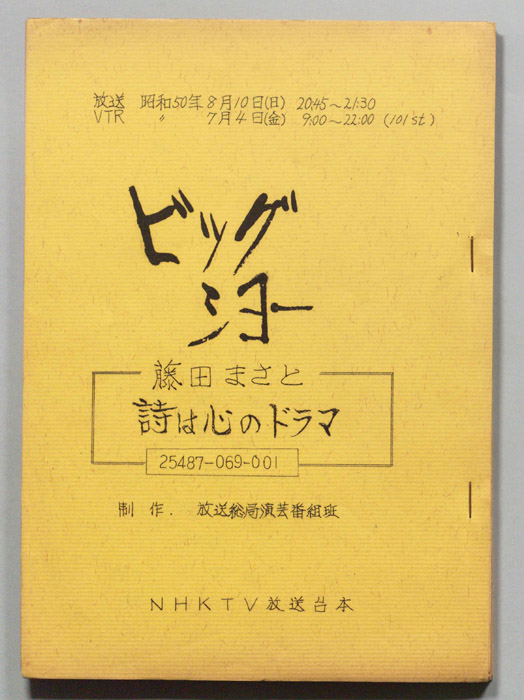 放送 昭和50年8月10日(日) 20:45~21:30
VTR 〃 7月4日(金) 9:00~22:00 (101st)
ビッグ
ショー
藤田まさと
詩は心のドラマ
25487-069-001
制作. 放送総局演芸番組班
NHKTV放送台本